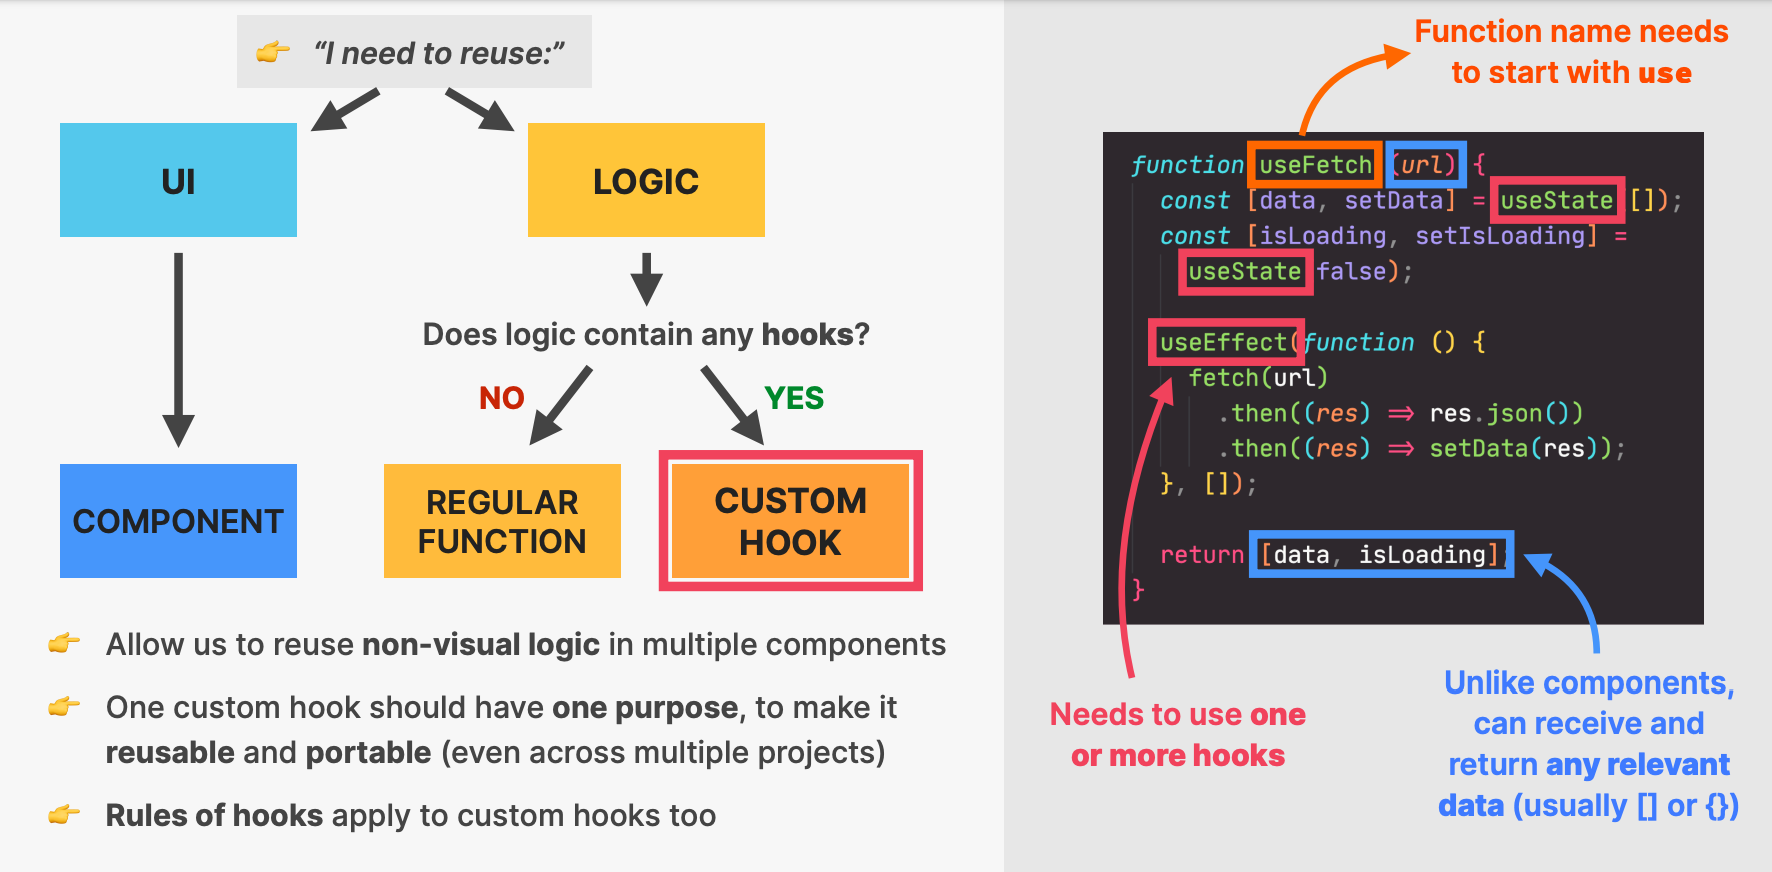 👉 “I need to reuse:”
UI
LOGIC
Does logic contain any hooks?
NO
YES
COMPONENT
REGULAR
FUNCTION
CUSTOM
HOOK
👉 Allow us to reuse non-visual logic in multiple components
👉 One custom hook should have one purpose, to make it
reusable and portable (even across multiple projects)
👉 Rules of hooks apply to custom hooks too
Function name needs
to start with use
function useFetch (url) {
const [data, setData] = useState []);
const [isLoading, setIsLoading] =
useState false);
useEffect(function () {
fetch(url)
.then((res) ⇒ res.json())
.then((res) ⇒ setData(res));
}, []);
return [data, isLoading];
}
Needs to use one
or more hooks
Unlike components,
can receive and
return any relevant
data (usually [] or {})